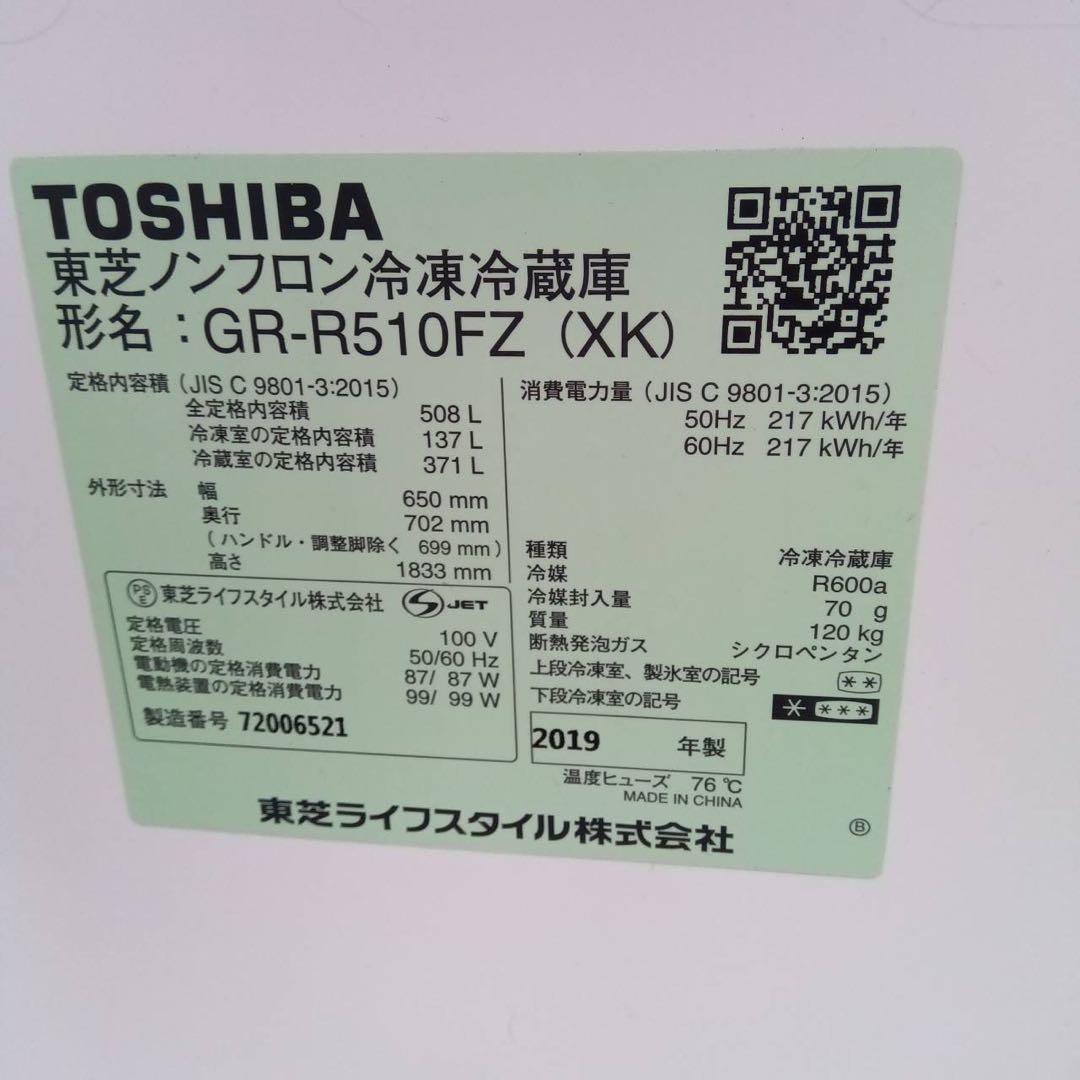 TOSHIBA
東芝ノンフロン冷凍冷蔵庫
形名：GR-R510FZ（XK）
定格内容積（JIS C 9801-3:2015）
全定格内容積 508 L
冷凍室の定格内容積 137 L
冷蔵室の定格内容積 371 L
外形寸法 幅 650 mm
奥行 702 mm
（ハンドル・調整脚除く 699 mm）
高さ 1833 mm
PSE 東芝ライフスタイル株式会社 JET
定格電圧 100 V
定格周波数 50/60 Hz
電動機の定格消費電力 87/ 87 W
電熱装置の定格消費電力 99/ 99 W
製造番号 72006521
消費電力量（JIS C 9801-3:2015）
50Hz 217 kWh/年
60Hz 217 kWh/年
種類 冷凍冷蔵庫
冷媒 R600a
冷媒封入量 70 g
質量 120 kg
断熱発泡ガス シクロペンタン
上段冷凍室、製氷室の記号 **
下段冷凍室の記号 * ***
2019 年製
温度ヒューズ 76 ℃
MADE IN CHINA
東芝ライフスタイル株式会社
Ⓑ